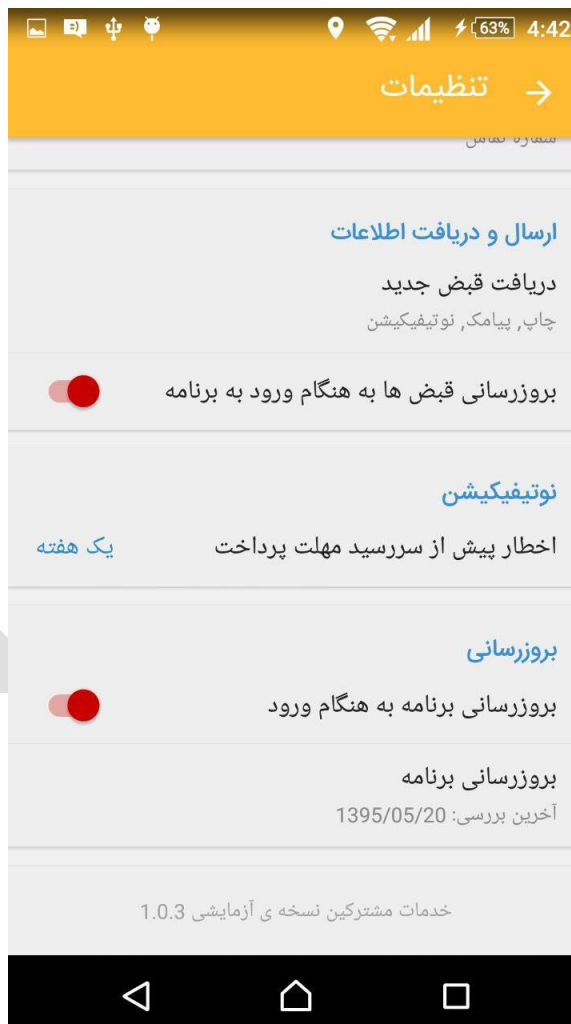 63% 4:42
تنظیمات
شماره تماس
ارسال و دریافت اطلاعات
دریافت قبض جدید
چاپ, پیامک, نوتیفیکیشن
بروزرسانی قبض ها به هنگام ورود به برنامه
نوتیفیکیشن
اخطار پیش از سررسید مهلت پرداخت یک هفته
بروزرسانی
بروزرسانی برنامه به هنگام ورود
بروزرسانی برنامه
آخرین بررسی: 1395/05/20
خدمات مشترکین نسخه ی آزمایشی 1.0.3